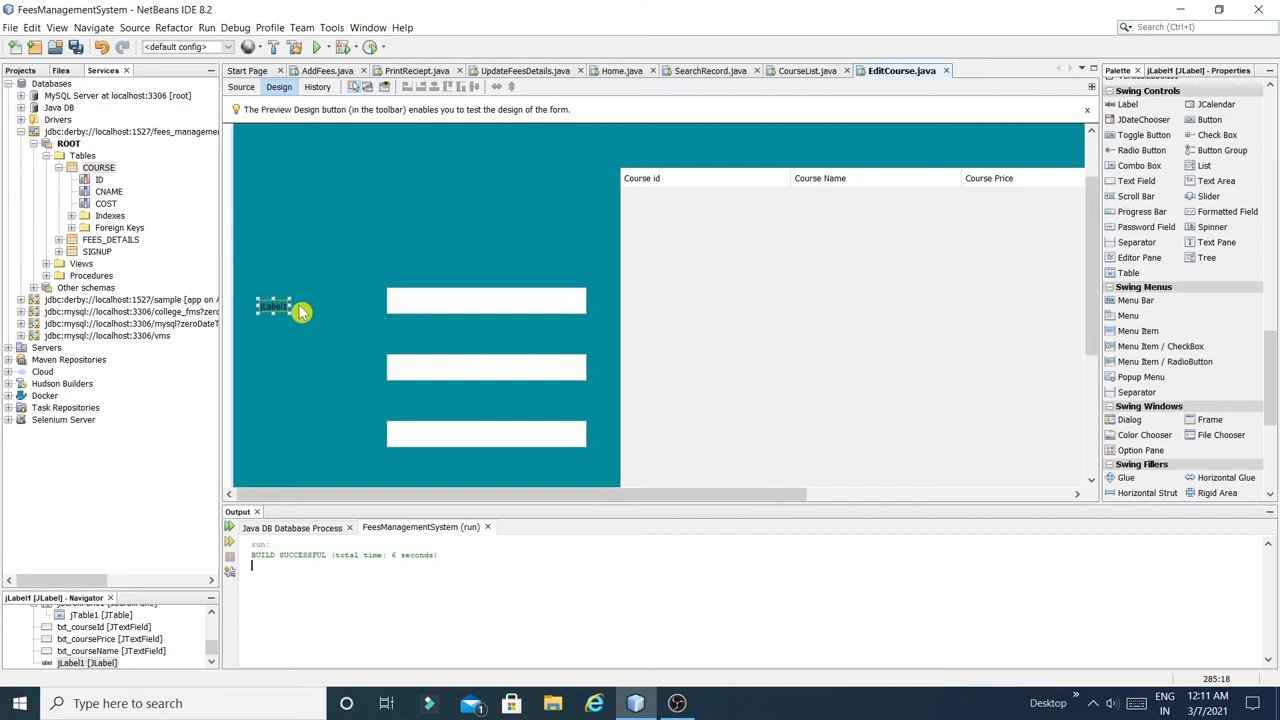 FeesManagementSystem - NetBeans IDE 8.2
File Edit View Navigate Source Refactor Run Debug Profile Team Tools Window Help
Search (Ctrl+I)
<default config>
Projects Files Services
Start Page AddFees.java PrintReciept.java UpdateFeesDetails.java Home.java SearchRecord.java CourseList.java EditCourse.java
Palette jLabel1 [JLabel] - Properties
Source Design History
The Preview Design button (in the toolbar) enables you to test the design of the form.
Databases
MySQL Server at localhost:3306 [root]
Java DB
Drivers
jdbc:derby://localhost:1527/fees_management
ROOT
Tables
COURSE
ID
CNAME
COST
Indexes
Foreign Keys
FEES_DETAILS
SIGNUP
Views
Procedures
Other schemas
jdbc:derby://localhost:1527/sample [app on A
jdbc:mysql://localhost:3306/college_fms?zero
jdbc:mysql://localhost:3306/mysql?zeroDateT
jdbc:mysql://localhost:3306/vms
Servers
Maven Repositories
Cloud
Hudson Builders
Docker
Task Repositories
Selenium Server
Course id Course Name Course Price
jLabel1
Swing Controls
Label JCalendar
JDateChooser Button
Toggle Button Check Box
Radio Button Button Group
Combo Box List
Text Field Text Area
Scroll Bar Slider
Progress Bar Formatted Field
Password Field Spinner
Separator Text Pane
Editor Pane Tree
Table
Swing Menus
Menu Bar
Menu
Menu Item
Menu Item / CheckBox
Menu Item / RadioButton
Popup Menu
Separator
Swing Windows
Dialog Frame
Color Chooser File Chooser
Option Pane
Swing Fillers
Glue Horizontal Glue
Horizontal Strut Rigid Area
Output
Java DB Database Process FeesManagementSystem (run)
run:
BUILD SUCCESSFUL (total time: 6 seconds)
jLabel1 [JLabel] - Navigator
jTable1 [JTable]
txt_courseId [JTextField]
txt_coursePrice [JTextField]
txt_courseName [JTextField]
jLabel1 [JLabel]
285:18
Type here to search
1
Desktop
ENG
IN
12:11 AM
3/7/2021